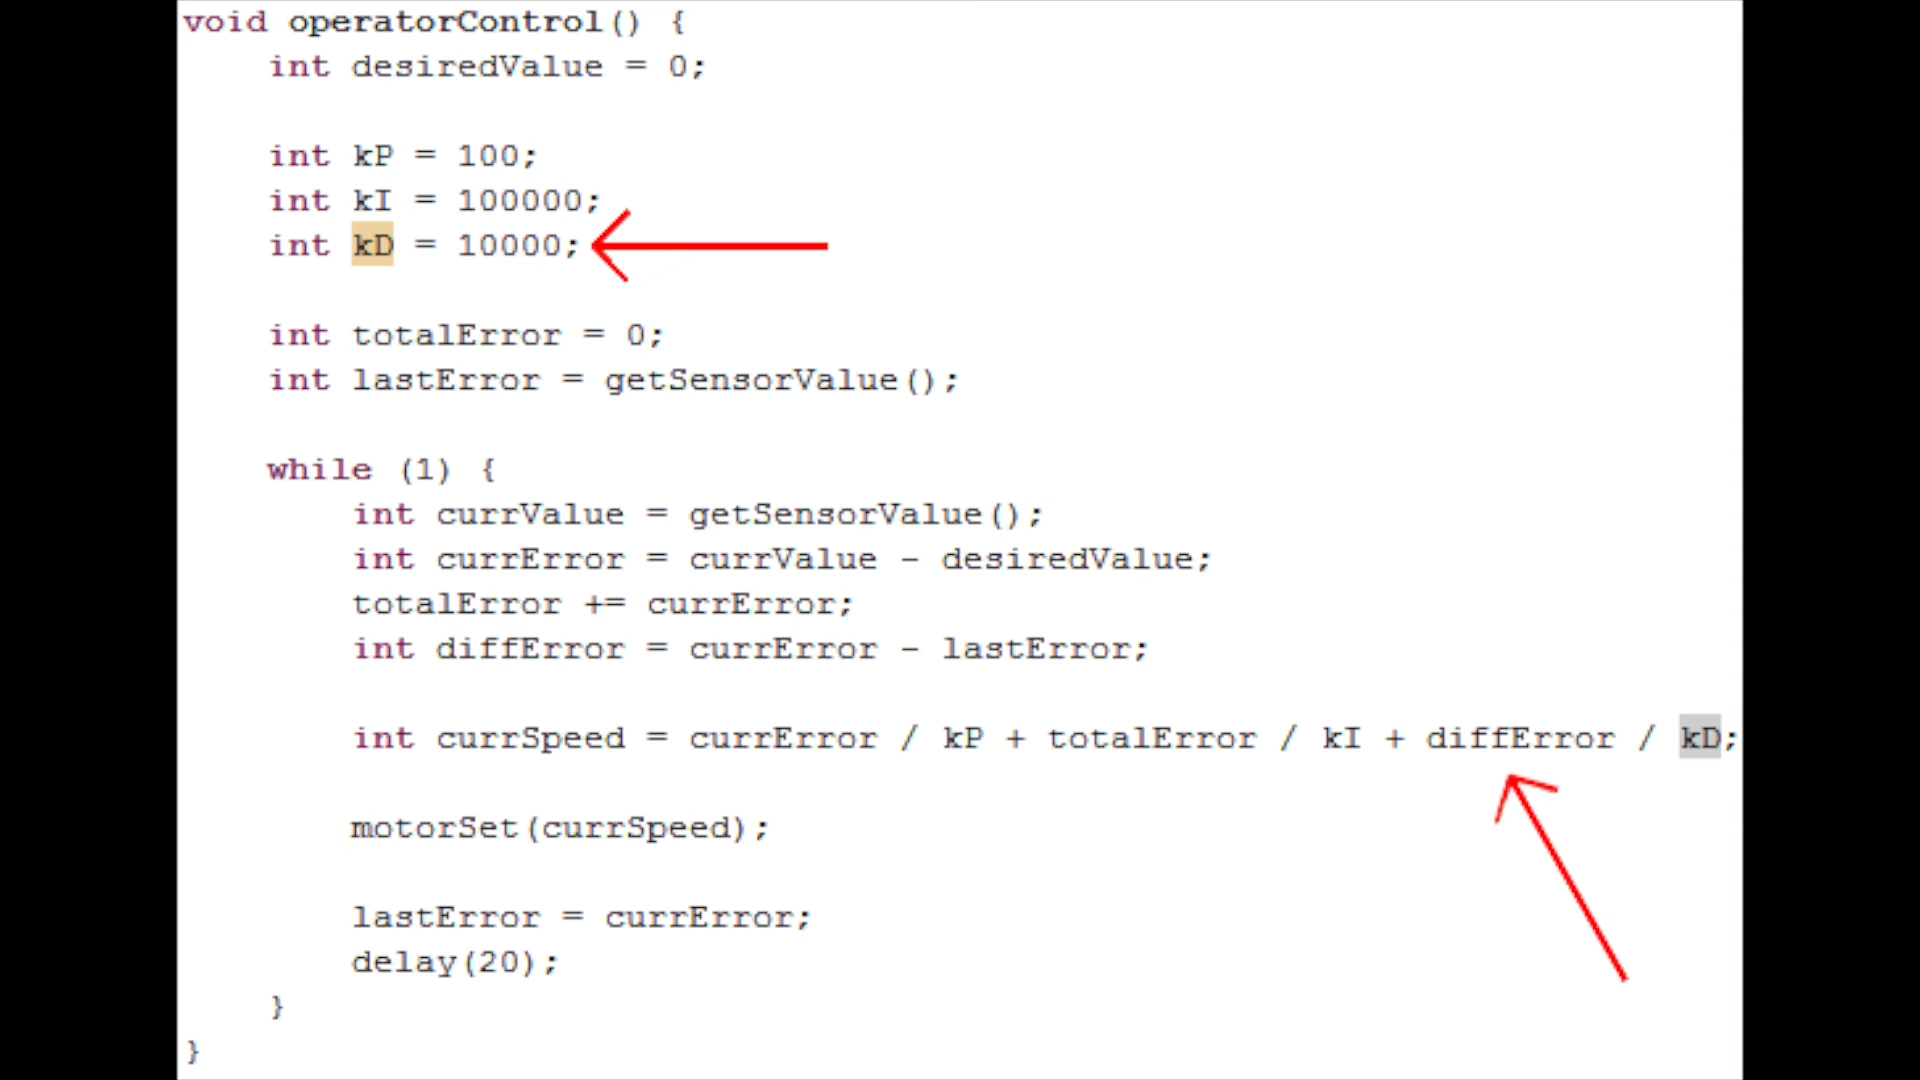 void operatorControl() {
int desiredValue = 0;
int kP = 100;
int kI = 100000;
int kD = 10000;
int totalError = 0;
int lastError = getSensorValue();
while (1) {
int currValue = getSensorValue();
int currError = currValue - desiredValue;
totalError += currError;
int diffError = currError - lastError;
int currSpeed = currError / kP + totalError / kI + diffError / kD;
motorSet(currSpeed);
lastError = currError;
delay(20);
}
}